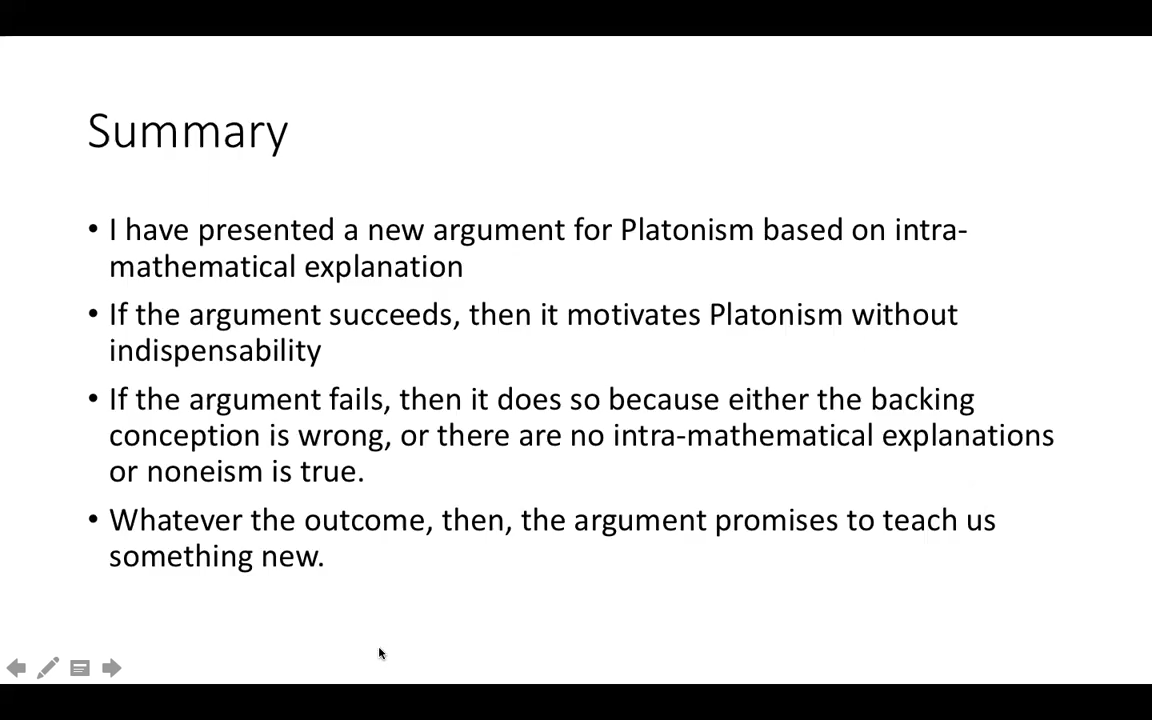 Summary
• I have presented a new argument for Platonism based on intra-
mathematical explanation
• If the argument succeeds, then it motivates Platonism without
indispensability
• If the argument fails, then it does so because either the backing
conception is wrong, or there are no intra-mathematical explanations
or noneism is true.
• Whatever the outcome, then, the argument promises to teach us
something new.